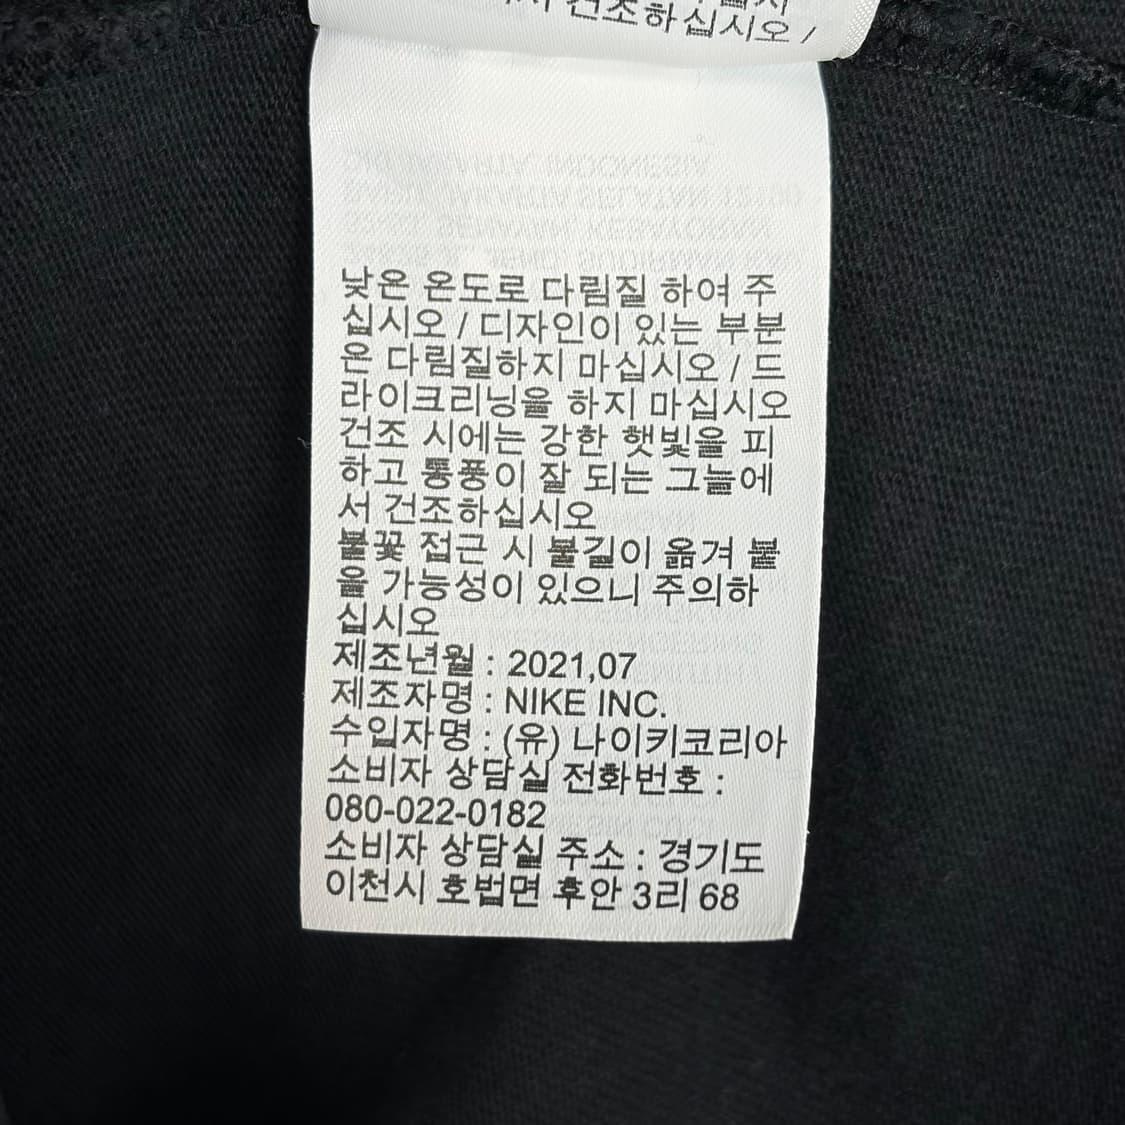 건조하십시오 /
낮은 온도로 다림질 하여 주
십시오 / 디자인이 있는 부분
은 다림질하지 마십시오 / 드
라이크리닝을 하지 마십시오
건조 시에는 강한 햇빛을 피
하고 통풍이 잘 되는 그늘에
서 건조하십시오
불꽃 접근 시 불길이 옮겨 붙
을 가능성이 있으니 주의하
십시오
제조년월 : 2021,07
제조자명 : NIKE INC.
수입자명 : (유) 나이키코리아
소비자 상담실 전화번호 :
080-022-0182
소비자 상담실 주소 : 경기도
이천시 호법면 후안 3리 68